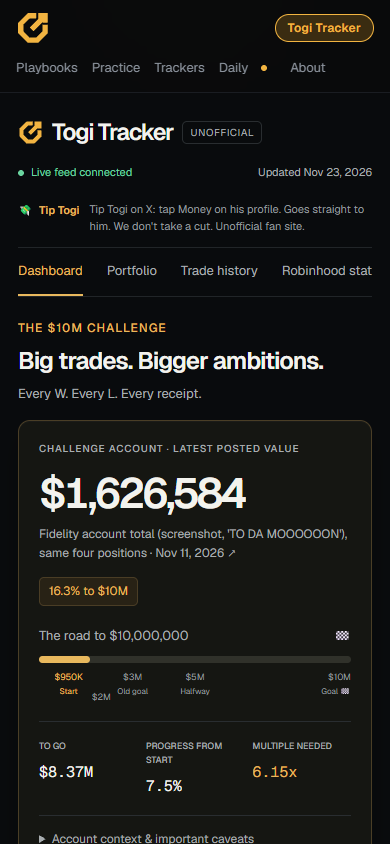 Togi Tracker
Playbooks Practice Trackers Daily About
Togi Tracker UNOFFICIAL
Live feed connected Updated Nov 23, 2026
Tip Togi Tip Togi on X: tap Money on his profile. Goes straight to
him. We don't take a cut. Unofficial fan site.
Dashboard Portfolio Trade history Robinhood stat
THE $10M CHALLENGE
Big trades. Bigger ambitions.
Every W. Every L. Every receipt.
CHALLENGE ACCOUNT · LATEST POSTED VALUE
$1,626,584
Fidelity account total (screenshot, 'TO DA MOOOOOON'),
same four positions · Nov 11, 2026 ↗
16.3% to $10M
The road to $10,000,000
$950K $3M $5M $10M
Start Old goal Halfway Goal
$2M
TO GO PROGRESS FROM START MULTIPLE NEEDED
$8.37M 7.5% 6.15x
Account context & important caveats